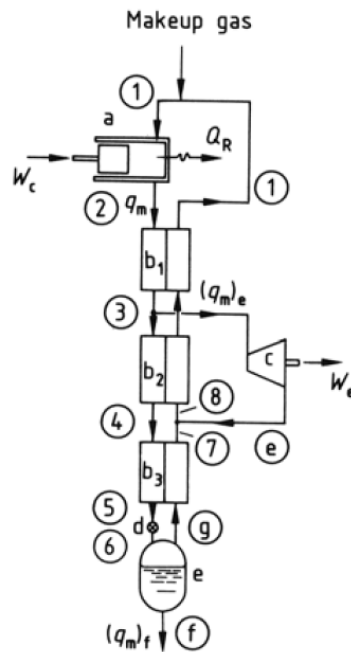 Makeup gas
1
a
Q_R
W_c
1
2
q_m
b_1
(q_m)_e
3
c
b_2
W_e
8
4
7
e
b_3
5
d
g
6
e
(q_m)_f
f